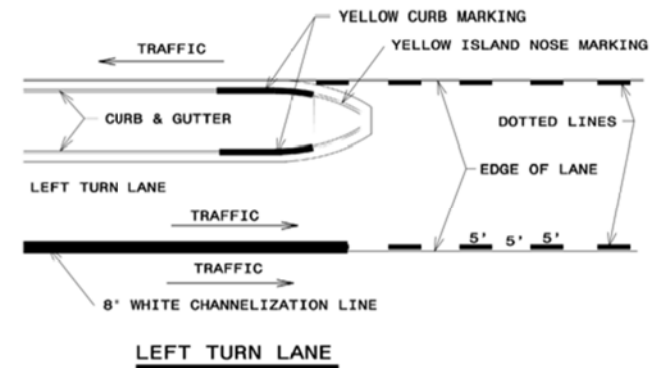 YELLOW CURB MARKING
TRAFFIC
YELLOW ISLAND NOSE MARKING
CURB & GUTTER
DOTTED LINES
EDGE OF LANE
LEFT TURN LANE
TRAFFIC
5' 5' 5'
TRAFFIC
8" WHITE CHANNELIZATION LINE
LEFT TURN LANE